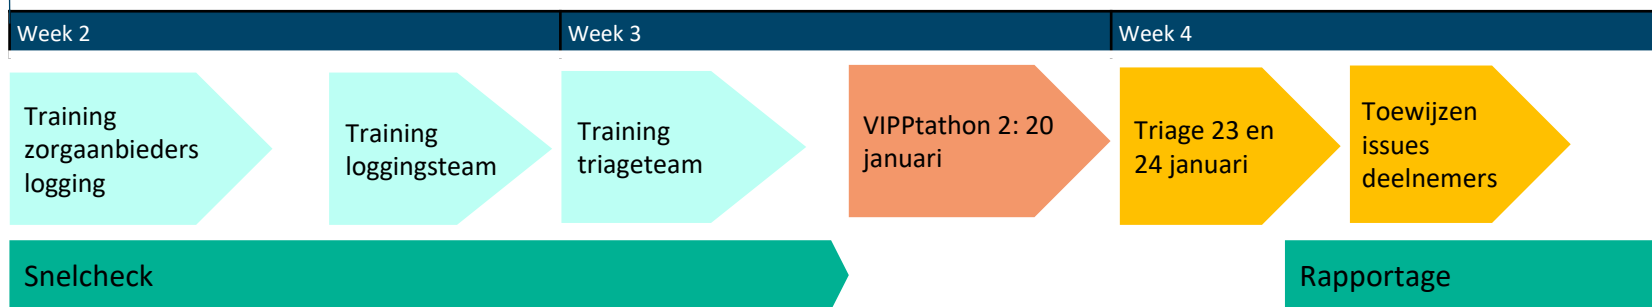 Week 2
Week 3
Week 4
Training
zorgaanbieders
logging
Training
loggingsteam
Training
triageteam
VIPPtathon 2: 20
januari
Triage 23 en
24 januari
Toewijzen
issues
deelnemers
Snelcheck
Rapportage